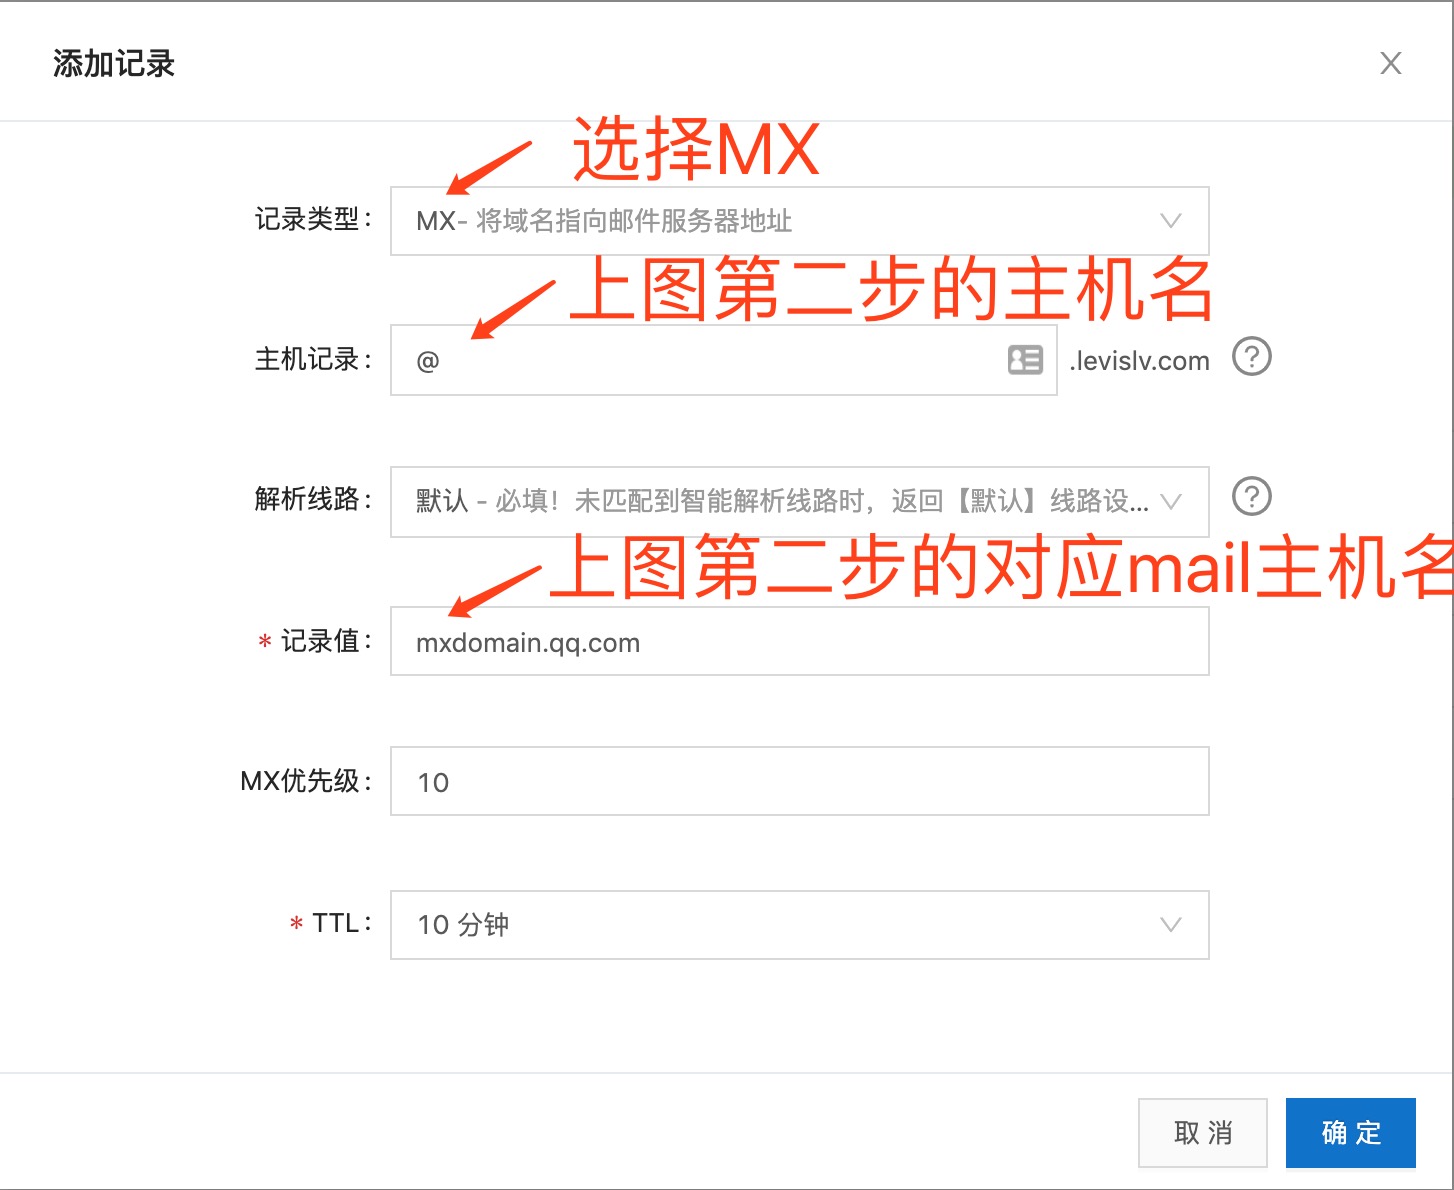 添加记录
选择MX
记录类型: MX- 将域名指向邮件服务器地址
上图第二步的主机名
主机记录: @ .levislv.com
解析线路: 默认 - 必填！未匹配到智能解析线路时，返回【默认】线路设...
上图第二步的对应mail主机名
* 记录值: mxdomain.qq.com
MX优先级: 10
* TTL: 10 分钟
取 消 确 定